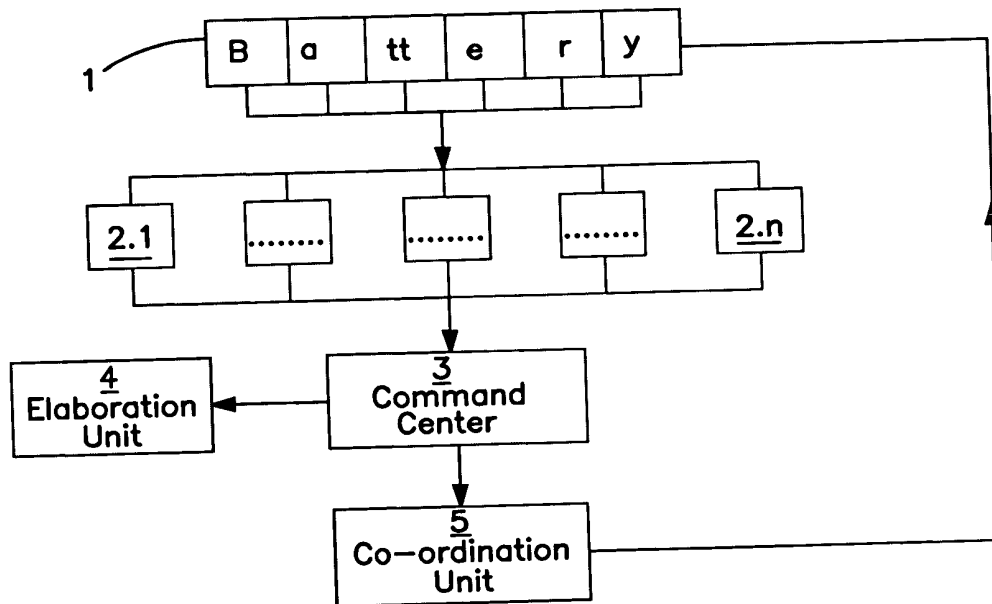 B a tt e r y
1
2.1 ........ ........ ........ 2.n
3
Command
Center
4
Elaboration
Unit
5
Co-ordination
Unit